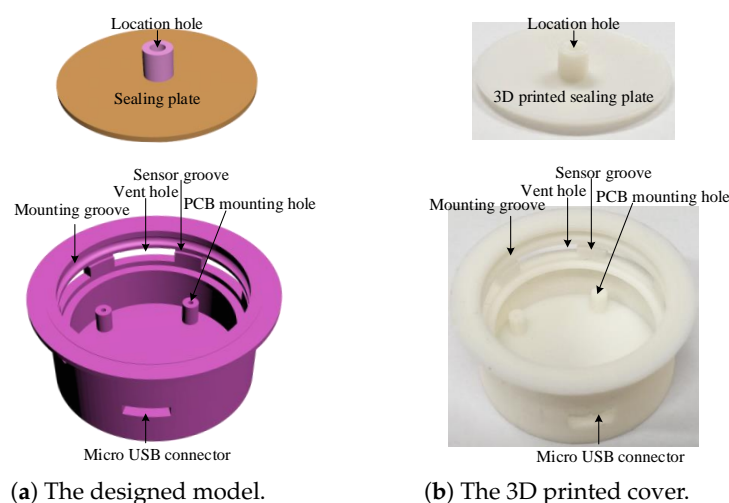 Location hole
Sealing plate
Sensor groove
Vent hole
PCB mounting hole
Mounting groove
Micro USB connector
(a) The designed model.
Location hole
3D printed sealing plate
Sensor groove
Vent hole
PCB mounting hole
Mounting groove
Micro USB connector
(b) The 3D printed cover.